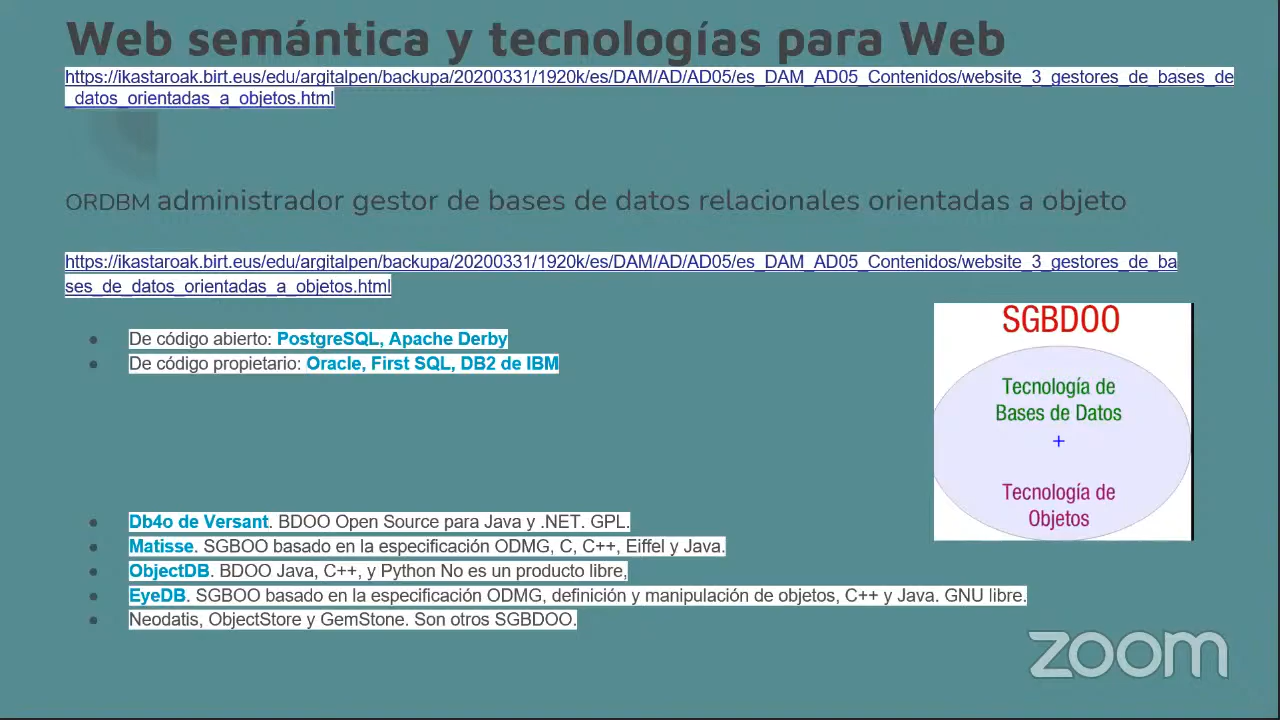 Web semántica y tecnologías para Web
https://ikastaroak.birt.eus/edu/argitalpen/backupa/20200331/1920k/es/DAM/AD/AD05/es_DAM_AD05_Contenidos/website_3_gestores_de_bases_de
_datos_orientadas_a_objetos.html
ORDBM administrador gestor de bases de datos relacionales orientadas a objeto
https://ikastaroak.birt.eus/edu/argitalpen/backupa/20200331/1920k/es/DAM/AD/AD05/es_DAM_AD05_Contenidos/website_3_gestores_de_ba
ses_de_datos_orientadas_a_objetos.html
De código abierto: PostgreSQL, Apache Derby
De código propietario: Oracle, First SQL, DB2 de IBM
SGBDOO
Tecnología de
Bases de Datos
+
Tecnología de
Objetos
Db4o de Versant. BDOO Open Source para Java y .NET. GPL.
Matisse. SGBOO basado en la especificación ODMG, C, C++, Eiffel y Java.
ObjectDB. BDOO Java, C++, y Python No es un producto libre,
EyeDB. SGBOO basado en la especificación ODMG, definición y manipulación de objetos, C++ y Java. GNU libre.
Neodatis, ObjectStore y GemStone. Son otros SGBDOO.
zoom